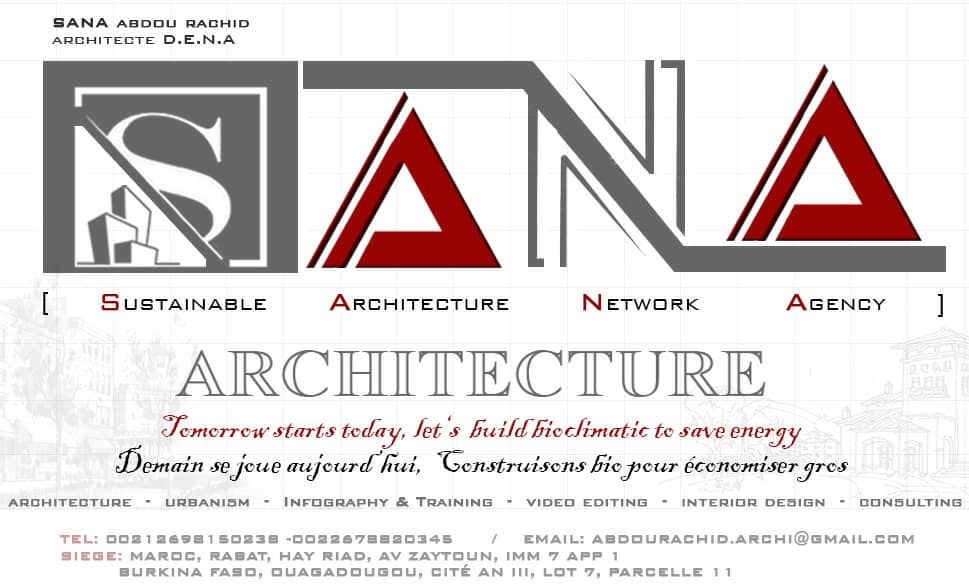 SANA ABDOU RACHID
ARCHITECTE D.E.N.A
SANA
[ SUSTAINABLE ARCHITECTURE NETWORK AGENCY ]
ARCHITECTURE
Tomorrow starts today, let's build bioclimatic to save energy
Demain se joue aujourd'hui, Construisons bio pour économiser gros
ARCHITECTURE - URBANISM - INFOGRAPHY & TRAINING - VIDEO EDITING - INTERIOR DESIGN - CONSULTING
TEL: 00212698150238 -0022678820345 / EMAIL: ABDOURACHID.ARCHI@GMAIL.COM
SIEGE: MAROC, RABAT, HAY RIAD, AV ZAYTOUN, IMM 7 APP 1
BURKINA FASO, OUAGADOUGOU, CITÉ AN III, LOT 7, PARCELLE 11